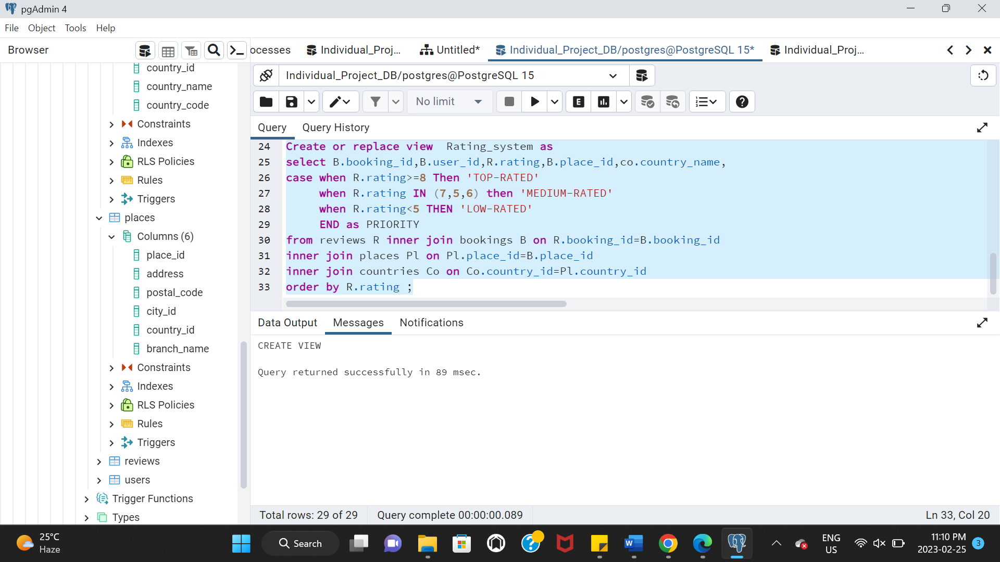 pgAdmin 4
File Object Tools Help
Browser
ocesses Individual_Proj... Untitled* Individual_Project_DB/postgres@PostgreSQL 15* Individual_Proj...
country_id
country_name
country_code
Constraints
Indexes
RLS Policies
Rules
Triggers
places
Columns (6)
place_id
address
postal_code
city_id
country_id
branch_name
Constraints
Indexes
RLS Policies
Rules
Triggers
reviews
users
Trigger Functions
Types
Individual_Project_DB/postgres@PostgreSQL 15
No limit
E
Query Query History
24 Create or replace view  Rating_system as
25 select B.booking_id,B.user_id,R.rating,B.place_id,co.country_name,
26 case when R.rating>=8 Then 'TOP-RATED'
27      when R.rating IN (7,5,6) then 'MEDIUM-RATED'
28      when R.rating<5 THEN 'LOW-RATED'
29      END as PRIORITY
30 from reviews R inner join bookings B on R.booking_id=B.booking_id
31 inner join places Pl on Pl.place_id=B.place_id
32 inner join countries Co on Co.country_id=Pl.country_id
33 order by R.rating ;
Data Output Messages Notifications
CREATE VIEW
Query returned successfully in 89 msec.
Total rows: 29 of 29 Query complete 00:00:00.089 Ln 33, Col 20
25°C
Haze
Search
ENG
US
11:10 PM
2023-02-25
3